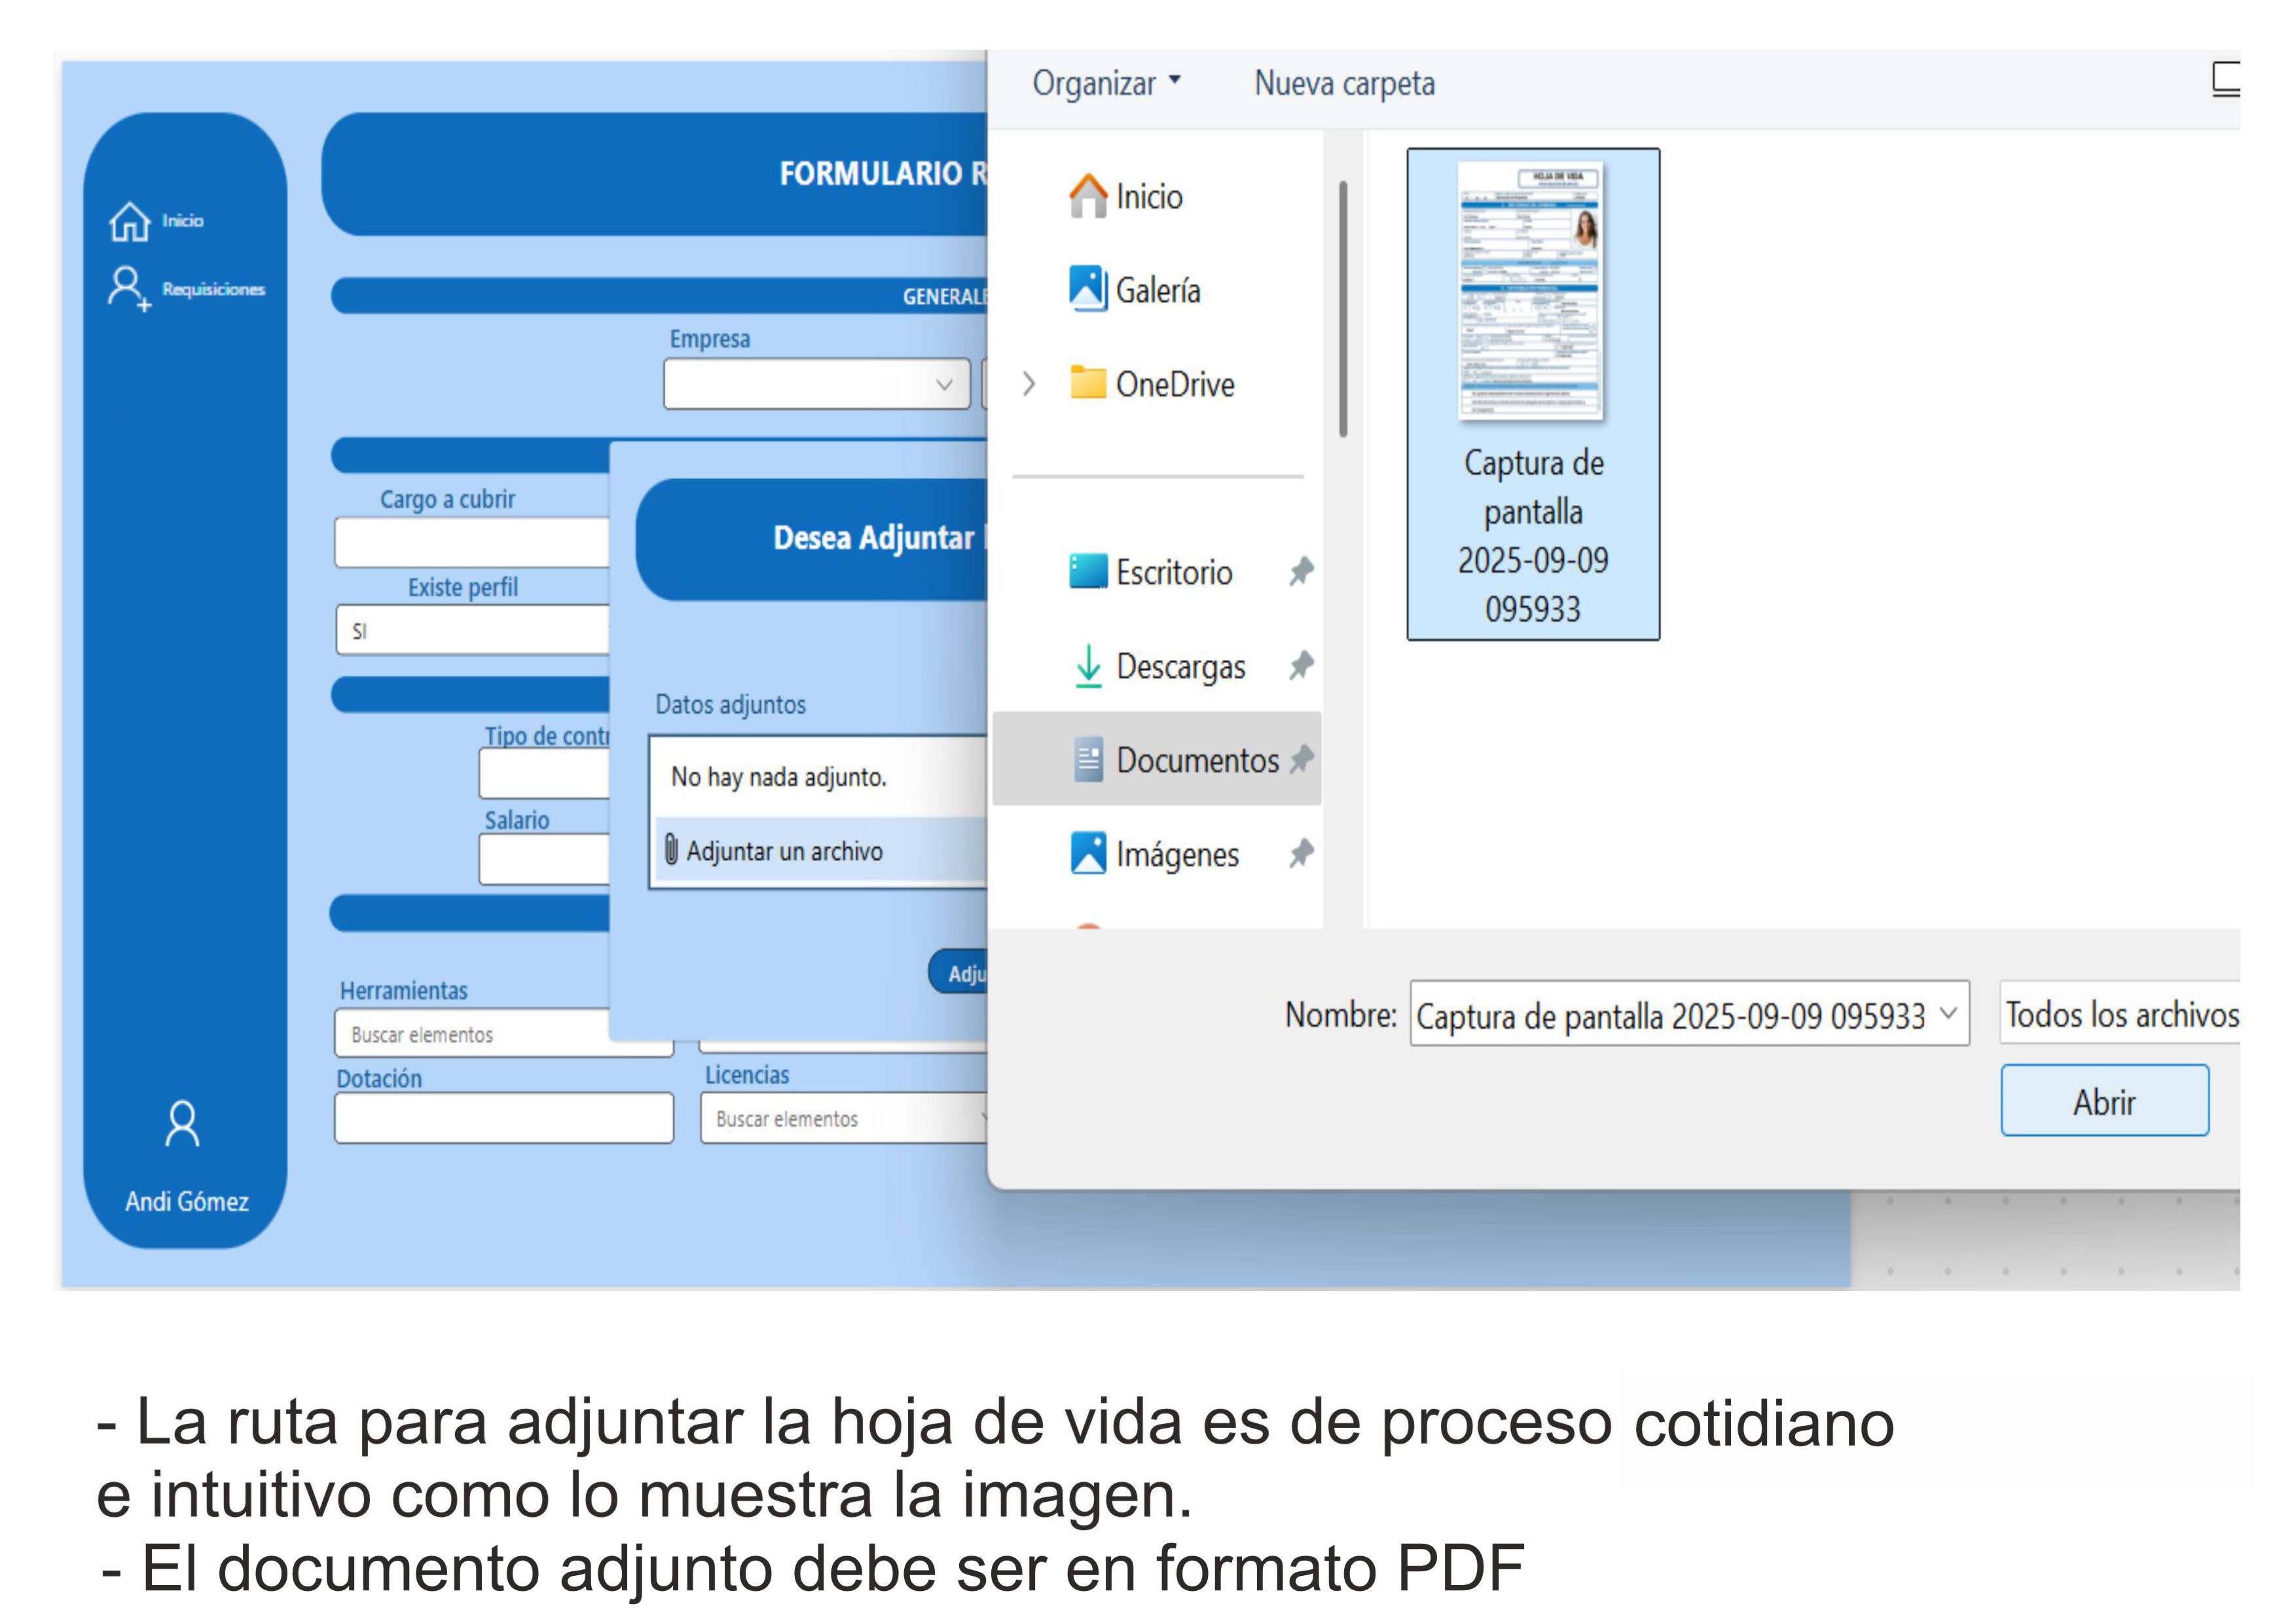 Organizar
Nueva carpeta
FORMULARIO R
Inicio
Requisiciones
GENERALE
Empresa
Cargo a cubrir
Existe perfil
SI
Tipo de contr
Salario
Herramientas
Buscar elementos
Dotación
Licencias
Buscar elementos
Andi Gómez
Desea Adjuntar
Datos adjuntos
No hay nada adjunto.
Adjuntar un archivo
Adju
Inicio
Galería
OneDrive
Escritorio
Descargas
Documentos
Imágenes
HOJA DE VIDA
Captura de
pantalla
2025-09-09
095933
Nombre: Captura de pantalla 2025-09-09 095933
Todos los archivos
Abrir
- La ruta para adjuntar la hoja de vida es de proceso cotidiano
e intuitivo como lo muestra la imagen.
- El documento adjunto debe ser en formato PDF